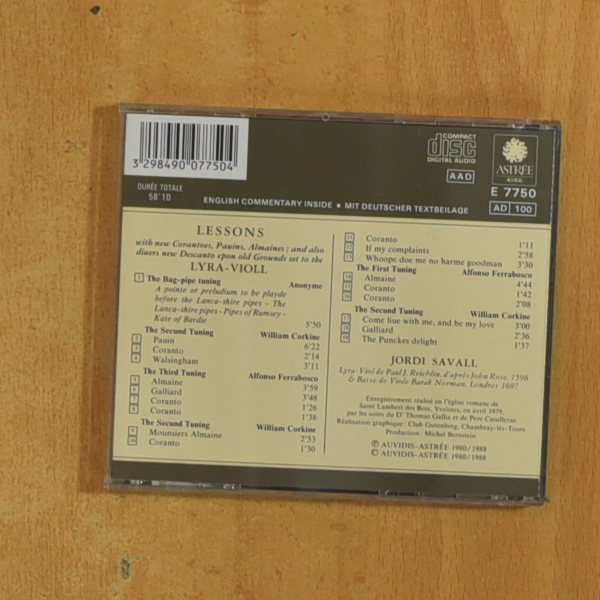 3 298490 077504
COMPACT
disc
DIGITAL AUDIO
AAD
ASTRÉE
AUVIDIS
E 7750
AD 100
DURÉE TOTALE
58'10
ENGLISH COMMENTARY INSIDE • MIT DEUTSCHER TEXTBEILAGE
LESSONS
with new Corantoes, Pauins, Almaines; and also
diners new Descants vpon old Grounds set to the
LYRA-VIOLL
1 The Bag-pipe tuning Anonyme
A pointe or preludium to be playde
before the Lanca-shire pipes - The
Lanca-shire pipes - Pipes of Rumsey -
Kate of Bardie 5'50
The Second Tuning William Corkine
2 Pauin 6'22
3 Coranto 2'14
4 Walsingham 3'11
The Third Tuning Alfonso Ferrabosco
5 Almaine 3'59
6 Galliard 3'48
7 Coranto 1'26
8 Coranto 1'38
The Second Tuning William Corkine
9 Mounsiers Almaine 2'53
10 Coranto 1'30
11 Coranto 1'11
12 If my complaints 2'58
13 Whoope doe me no harme goodman 3'30
The First Tuning Alfonso Ferrabosco
14 Almaine 4'44
15 Coranto 1'42
16 Coranto 2'08
The Second Tuning William Corkine
17 Come liue with me, and be my love 3'00
18 Galliard 2'36
19 The Punckes delight 1'37
JORDI SAVALL
Lyra-Viol de Paul J. Reichlin, d'après John Rose, 1598
& Basse de Viole Barak Norman, Londres 1697
Enregistrement réalisé en l'église romane de
Saint Lambert des Bois, Yvelines, en avril 1979,
par les soins du Dr Thomas Gallia et de Pere Casulleras
Réalisation graphique: Club Gutenberg, Chambray-lès-Tours
Production: Michel Bernstein
℗ AUVIDIS-ASTRÉE 1980/1988
© AUVIDIS-ASTRÉE 1980/1988